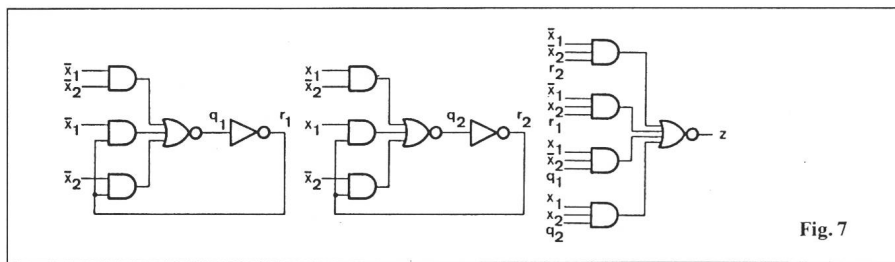 x̄₁
x̄₂
x̄₁
x̄₂
q₁
r₁
x₁
x̄₂
x₁
x̄₂
q₂
r₂
x̄₁
x̄₂
r₂
x̄₁
x₂
r₁
x₁
x̄₂
q₁
x₁
x₂
q₂
z
Fig. 7